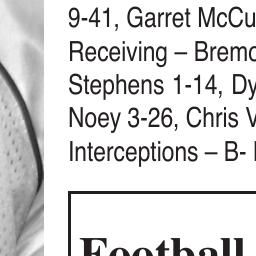 9-41, Garret McCu
Receiving – Bremo
Stephens 1-14, Dy
Noey 3-26, Chris V
Interceptions – B-
Football